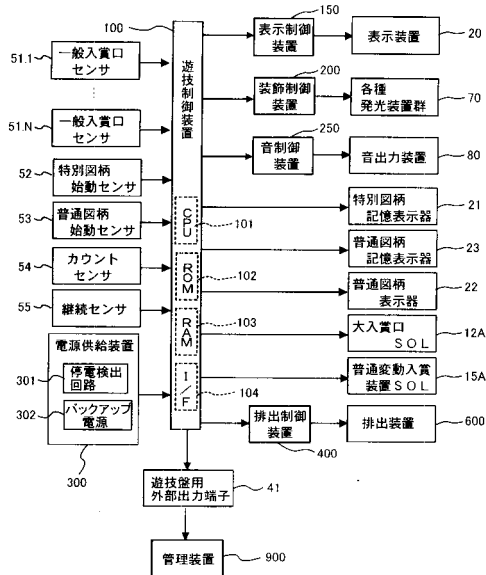 100
遊技制御装置
CPU
101
ROM
102
RAM
103
I/F
104
51.1
一般入賞口
センサ
51.N
一般入賞口
センサ
52
特別図柄
始動センサ
53
普通図柄
始動センサ
54
カウント
センサ
55
継続センサ
電源供給装置
301
停電検出
回路
302
バックアップ
電源
300
150
表示制御
装置
20
表示装置
200
装飾制御
装置
70
各種
発光装置群
250
音制御
装置
80
音出力装置
特別図柄
記憶表示器
21
普通図柄
記憶表示器
23
普通図柄
表示器
22
大入賞口
SOL
12A
普通変動入賞
装置SOL
15A
排出制御
装置
400
排出装置
600
遊技盤用
外部出力端子
41
管理装置
900